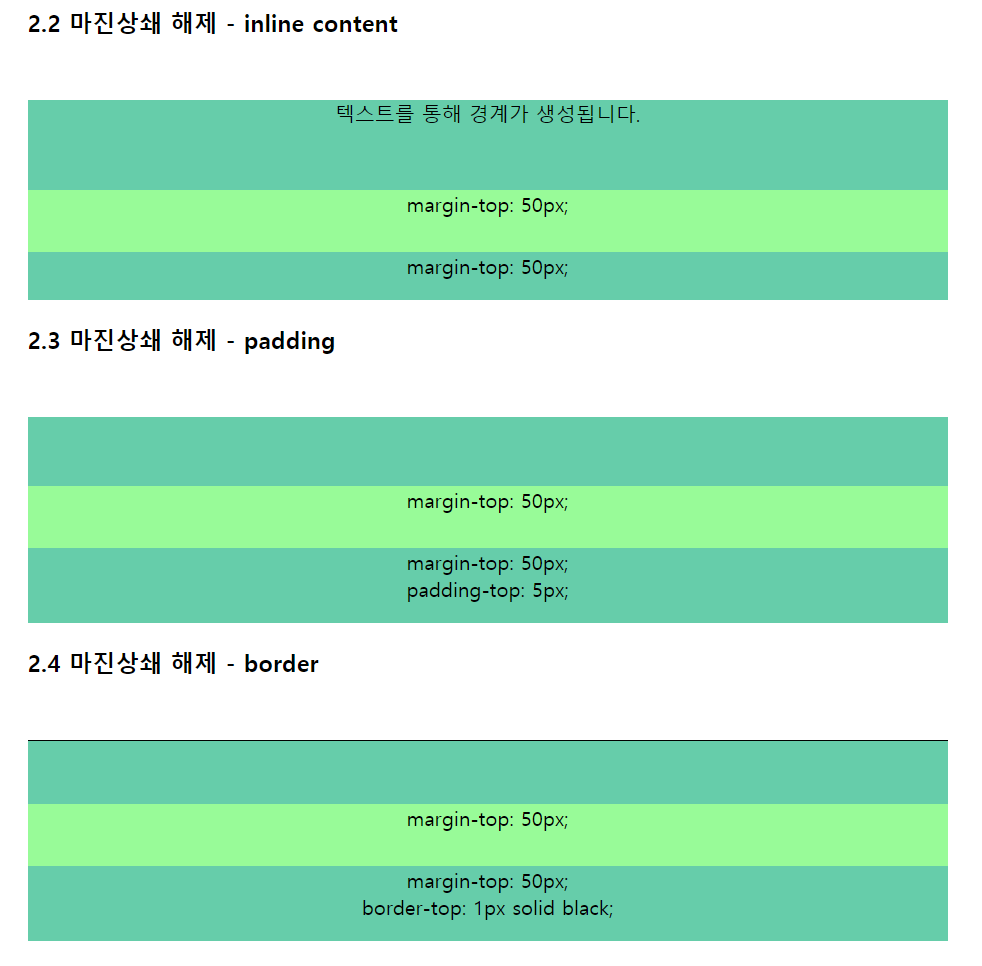 2.2 마진상쇄 해제 - inline content
텍스트를 통해 경계가 생성됩니다.
margin-top: 50px;
margin-top: 50px;
2.3 마진상쇄 해제 - padding
margin-top: 50px;
margin-top: 50px;
padding-top: 5px;
2.4 마진상쇄 해제 - border
margin-top: 50px;
margin-top: 50px;
border-top: 1px solid black;